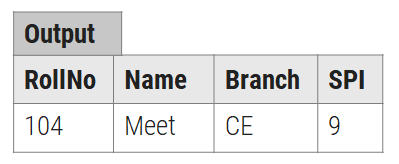 Output
RollNo Name Branch SPI
104 Meet CE 9